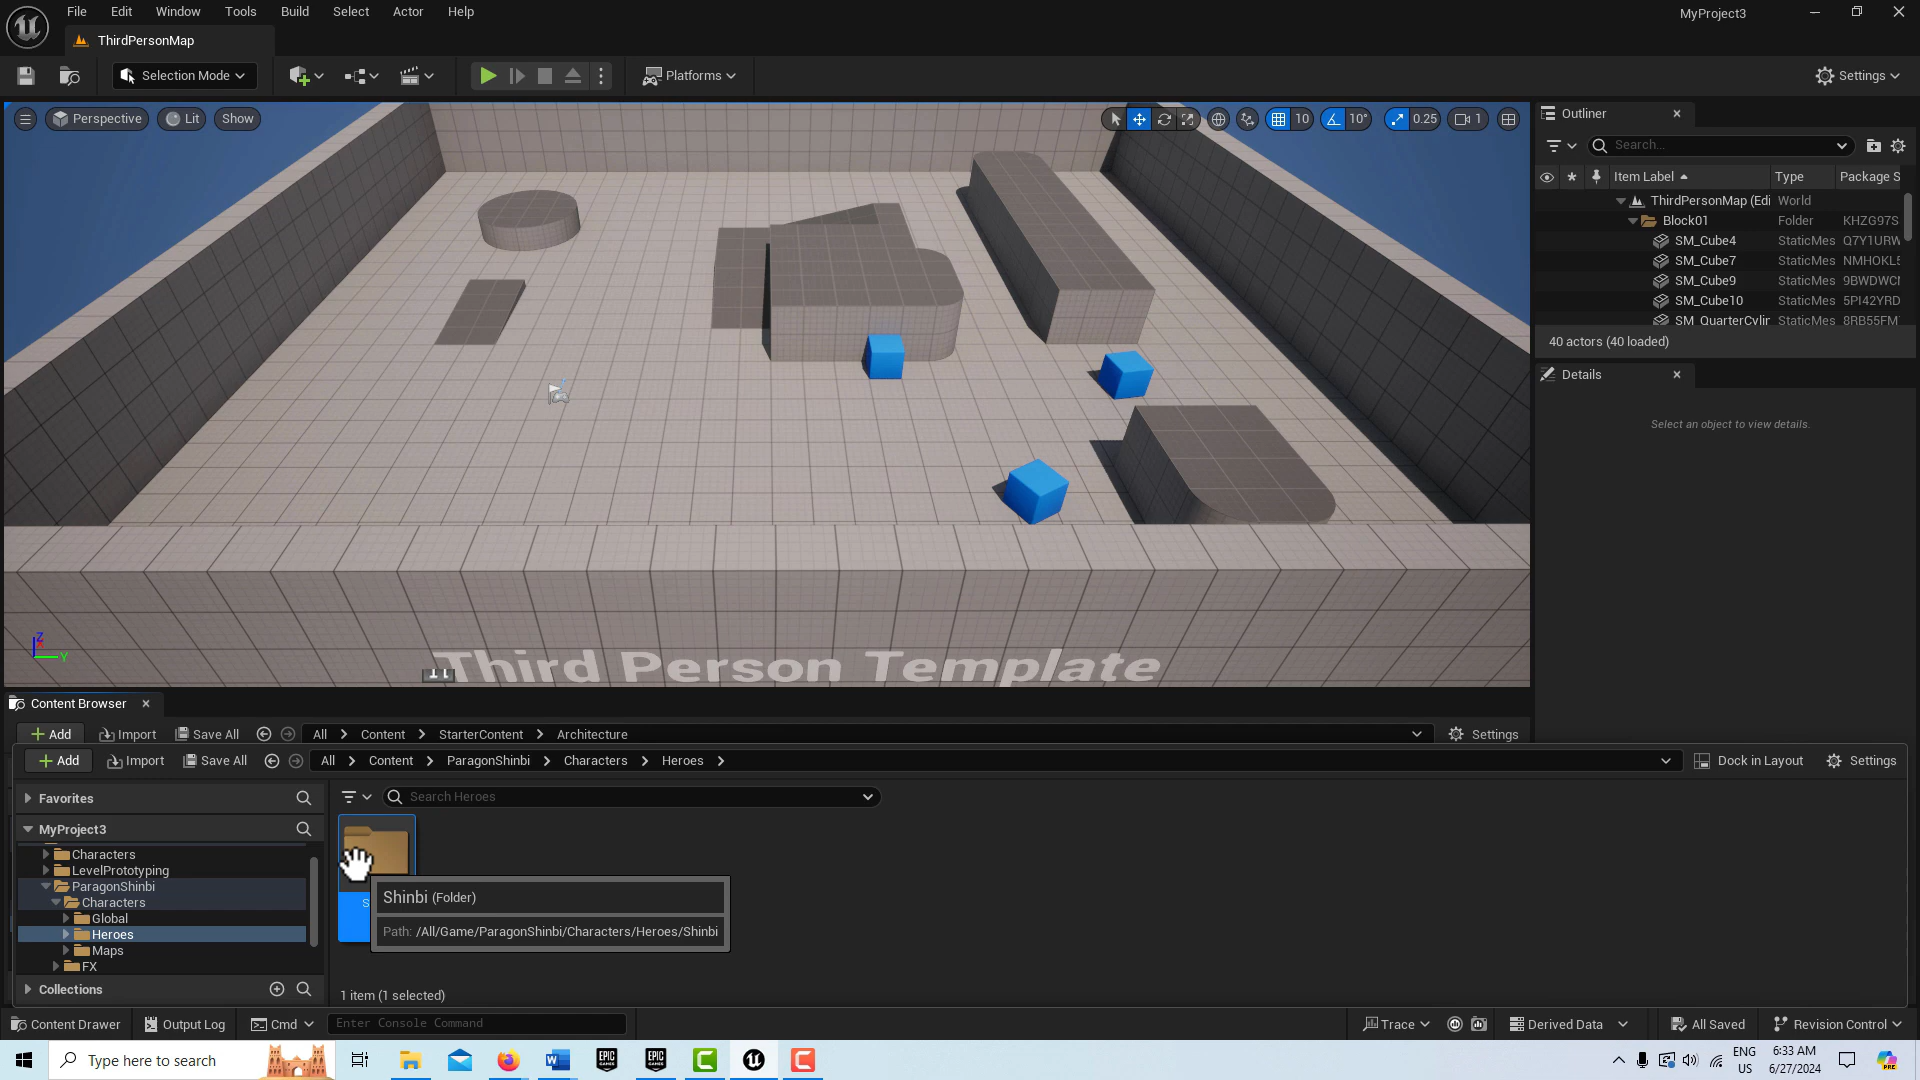 File Edit Window Tools Build Select Actor Help
MyProject3
ThirdPersonMap
Selection Mode
Platforms
Settings
Perspective Lit Show
10 10° 0.25 1
Outliner
Search...
Item Label Type Package S
ThirdPersonMap (Edi World
Block01 Folder KHZG97S
SM_Cube4 StaticMes Q7Y1URW
SM_Cube7 StaticMes NMHOKL5
SM_Cube9 StaticMes 9BWDWCI
SM_Cube10 StaticMes 5PI42YRD
SM_QuarterCylin StaticMes 8RB55FM
40 actors (40 loaded)
Details
Select an object to view details.
Z
Y
Third Person Template
Content Browser
Add Import Save All All Content StarterContent Architecture Settings
Add Import Save All All Content ParagonShinbi Characters Heroes Dock in Layout Settings
Favorites
Search Heroes
MyProject3
Characters
LevelPrototyping
ParagonShinbi
Characters
Global
Heroes
Maps
FX
Collections
Shinbi (Folder)
Path: /All/Game/ParagonShinbi/Characters/Heroes/Shinbi
1 item (1 selected)
Content Drawer Output Log Cmd Enter Console Command Trace Derived Data All Saved Revision Control
Type here to search
ENG
US
6:33 AM
6/27/2024